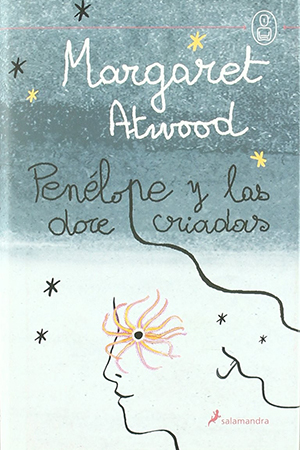 Margaret
Atwood
Penélope y las
doce criadas
salamandra